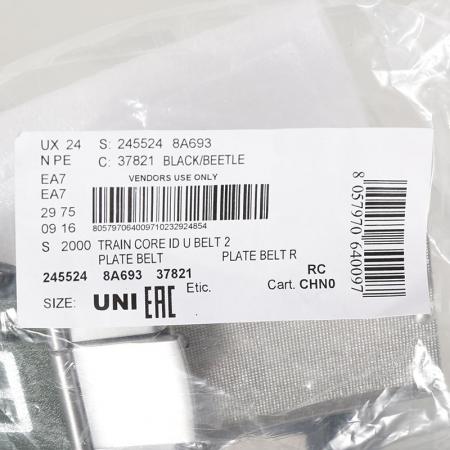 UX 24 S: 245524 8A693
N PE C: 37821 BLACK/BEETLE
EA7 VENDORS USE ONLY
EA7
29 75
09 16 805797064009710232924854
S 2000 TRAIN CORE ID U BELT 2
PLATE BELT PLATE BELT R
245524 8A693 37821 RC
Etic. Cart. CHN0
SIZE: UNI EAC
8 057970 640097